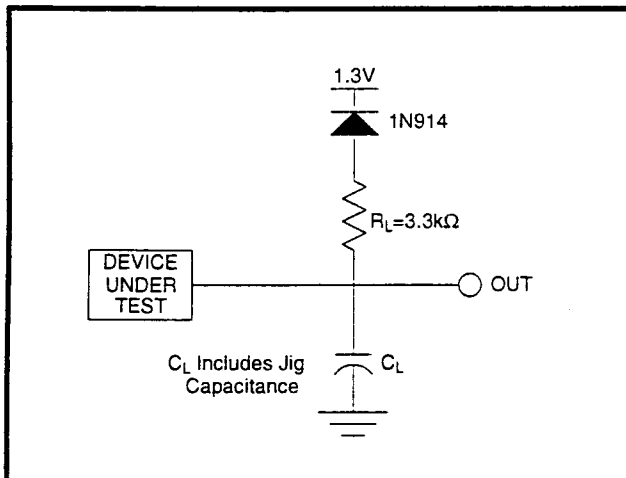 1.3V
1N914
R_L=3.3kΩ
DEVICE
UNDER
TEST
OUT
C_L Includes Jig
Capacitance
C_L